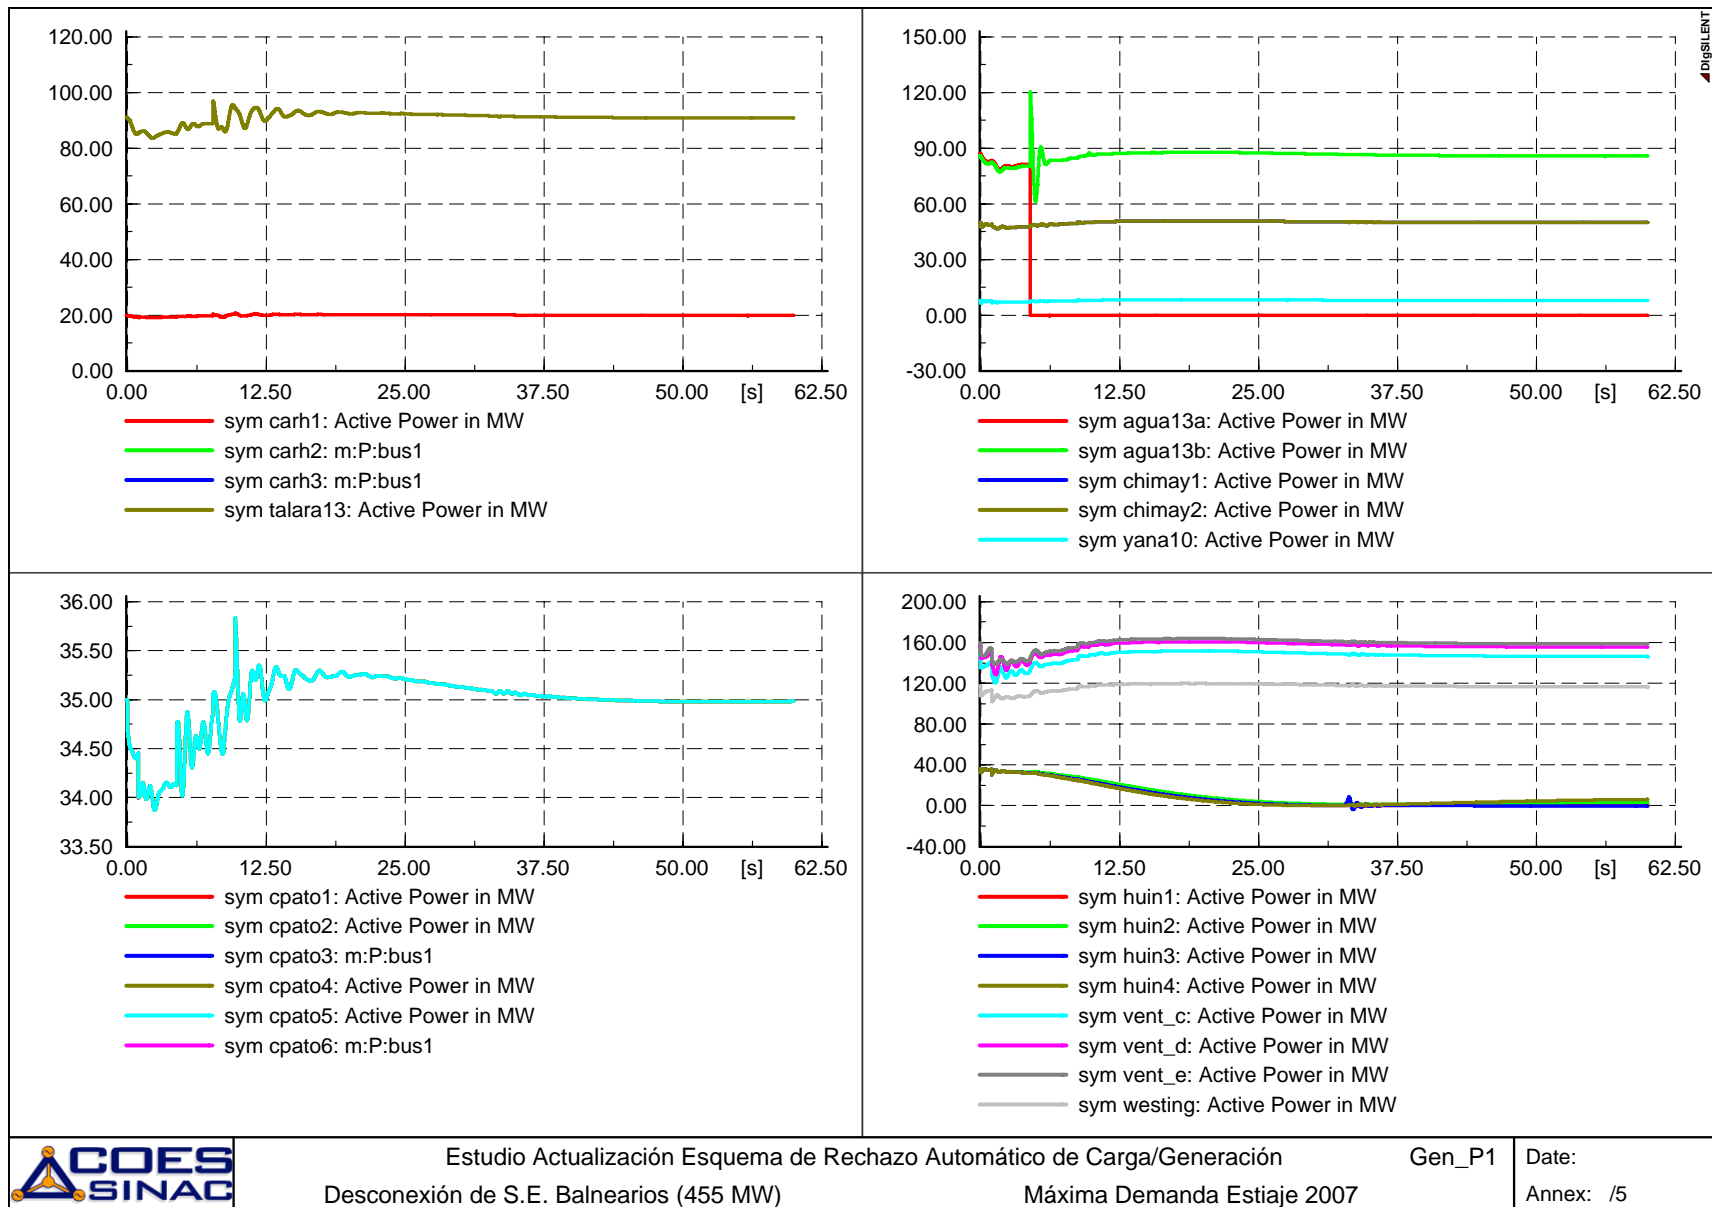 120.00
100.00
80.00
60.00
40.00
20.00
0.00
0.00 12.50 25.00 37.50 50.00 [s] 62.50
sym carh1: Active Power in MW
sym carh2: m:P:bus1
sym carh3: m:P:bus1
sym talara13: Active Power in MW
150.00
120.00
90.00
60.00
30.00
0.00
-30.00
0.00 12.50 25.00 37.50 50.00 [s] 62.50
sym agua13a: Active Power in MW
sym agua13b: Active Power in MW
sym chimay1: Active Power in MW
sym chimay2: Active Power in MW
sym yana10: Active Power in MW
DIgSILENT
36.00
35.50
35.00
34.50
34.00
33.50
0.00 12.50 25.00 37.50 50.00 [s] 62.50
sym cpato1: Active Power in MW
sym cpato2: Active Power in MW
sym cpato3: m:P:bus1
sym cpato4: Active Power in MW
sym cpato5: Active Power in MW
sym cpato6: m:P:bus1
200.00
160.00
120.00
80.00
40.00
0.00
-40.00
0.00 12.50 25.00 37.50 50.00 [s] 62.50
sym huin1: Active Power in MW
sym huin2: Active Power in MW
sym huin3: Active Power in MW
sym huin4: Active Power in MW
sym vent_c: Active Power in MW
sym vent_d: Active Power in MW
sym vent_e: Active Power in MW
sym westing: Active Power in MW
COES
SINAC
Estudio Actualización Esquema de Rechazo Automático de Carga/Generación Gen_P1
Desconexión de S.E. Balnearios (455 MW) Máxima Demanda Estiaje 2007
Date:
Annex: /5